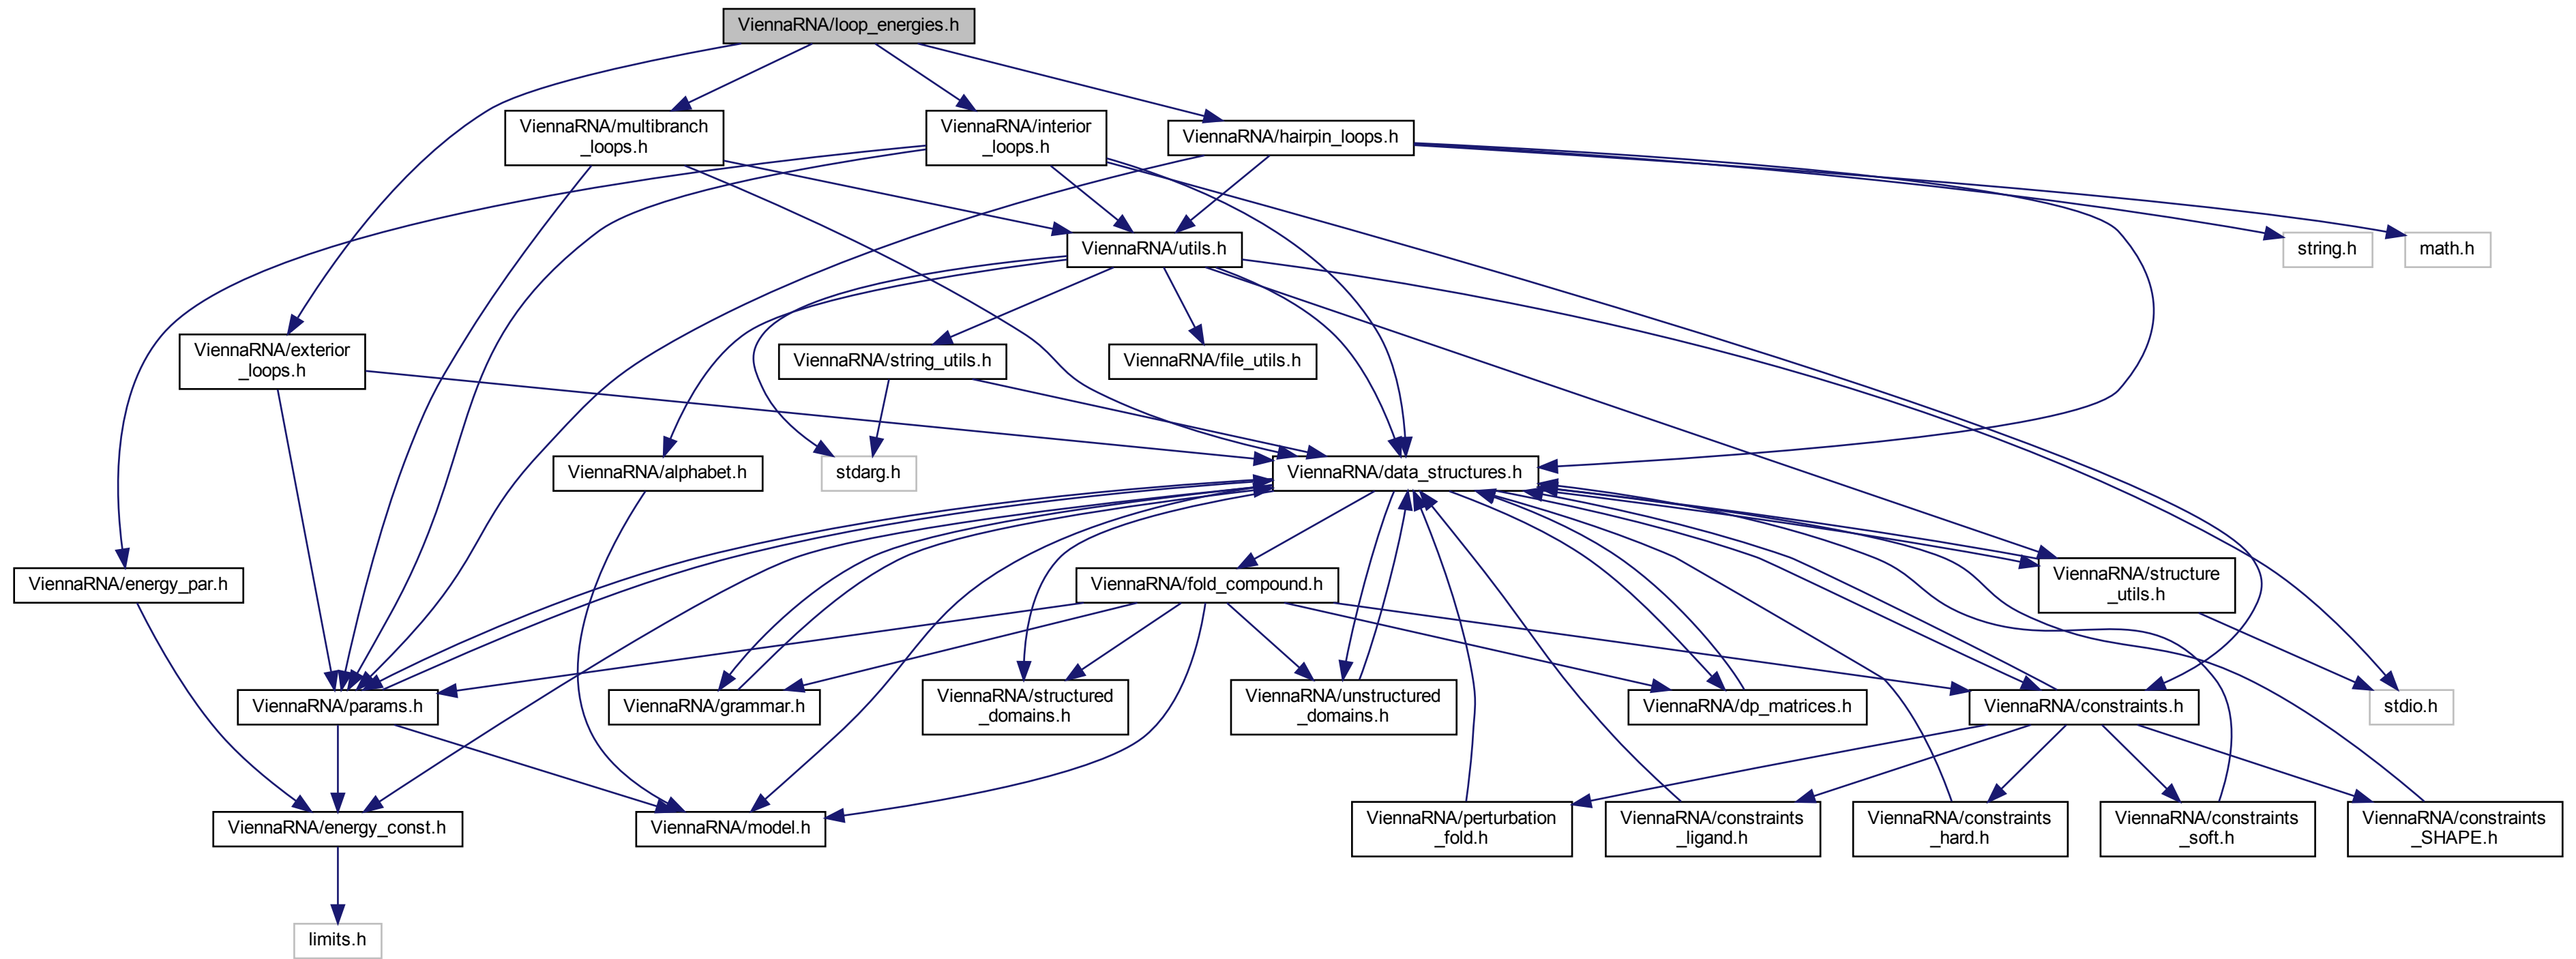 ViennaRNA/loop_energies.h
ViennaRNA/multibranch
_loops.h
ViennaRNA/interior
_loops.h
ViennaRNA/hairpin_loops.h
ViennaRNA/utils.h
string.h
math.h
ViennaRNA/exterior
_loops.h
ViennaRNA/string_utils.h
ViennaRNA/file_utils.h
ViennaRNA/alphabet.h
stdarg.h
ViennaRNA/data_structures.h
ViennaRNA/energy_par.h
ViennaRNA/fold_compound.h
ViennaRNA/structure
_utils.h
ViennaRNA/params.h
ViennaRNA/grammar.h
ViennaRNA/structured
_domains.h
ViennaRNA/unstructured
_domains.h
ViennaRNA/dp_matrices.h
ViennaRNA/constraints.h
stdio.h
ViennaRNA/energy_const.h
ViennaRNA/model.h
ViennaRNA/perturbation
_fold.h
ViennaRNA/constraints
_ligand.h
ViennaRNA/constraints
_hard.h
ViennaRNA/constraints
_soft.h
ViennaRNA/constraints
_SHAPE.h
limits.h